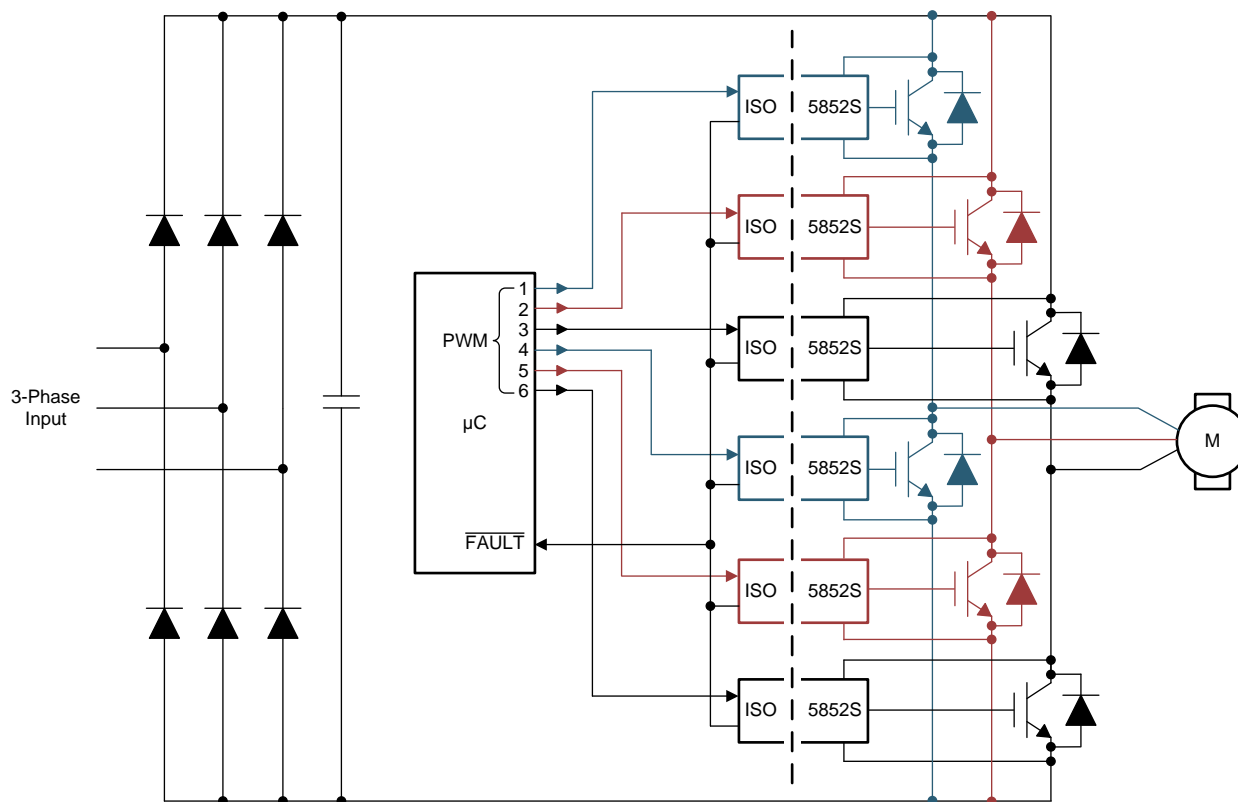 3-Phase
Input
PWM
1
2
3
4
5
6
µC
FAULT
ISO 5852S
ISO 5852S
ISO 5852S
ISO 5852S
ISO 5852S
ISO 5852S
M